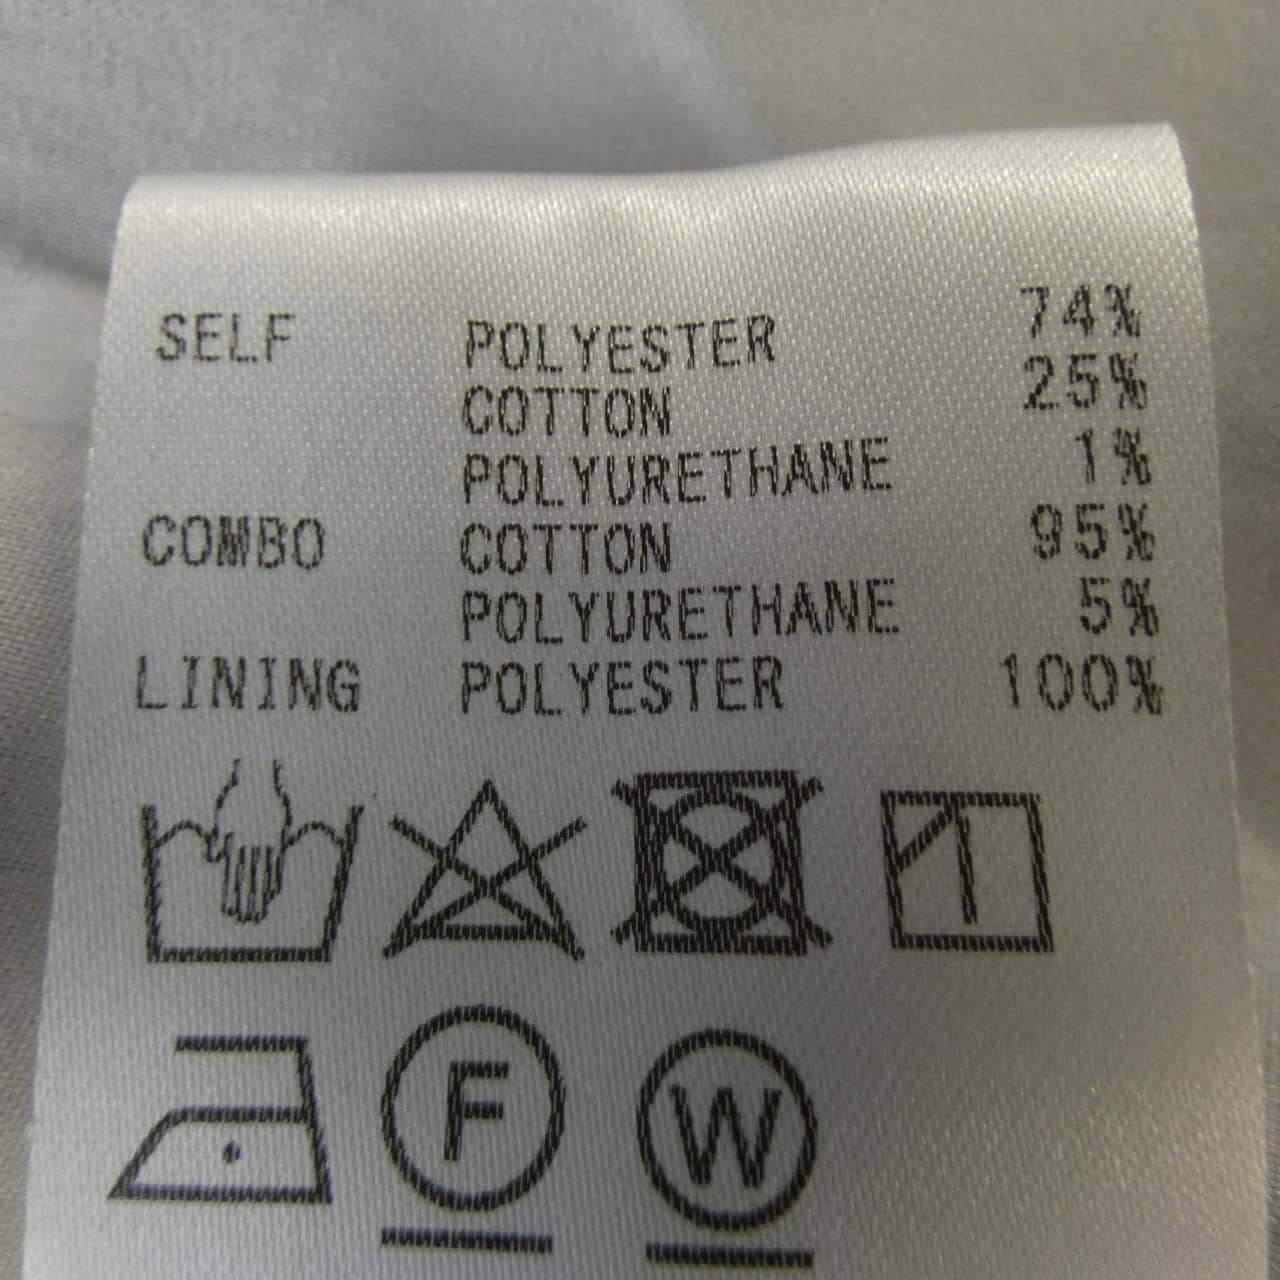 SELF POLYESTER 74%
COTTON 25%
POLYURETHANE 1%
COMBO COTTON 95%
POLYURETHANE 5%
LINING POLYESTER 100%
F W